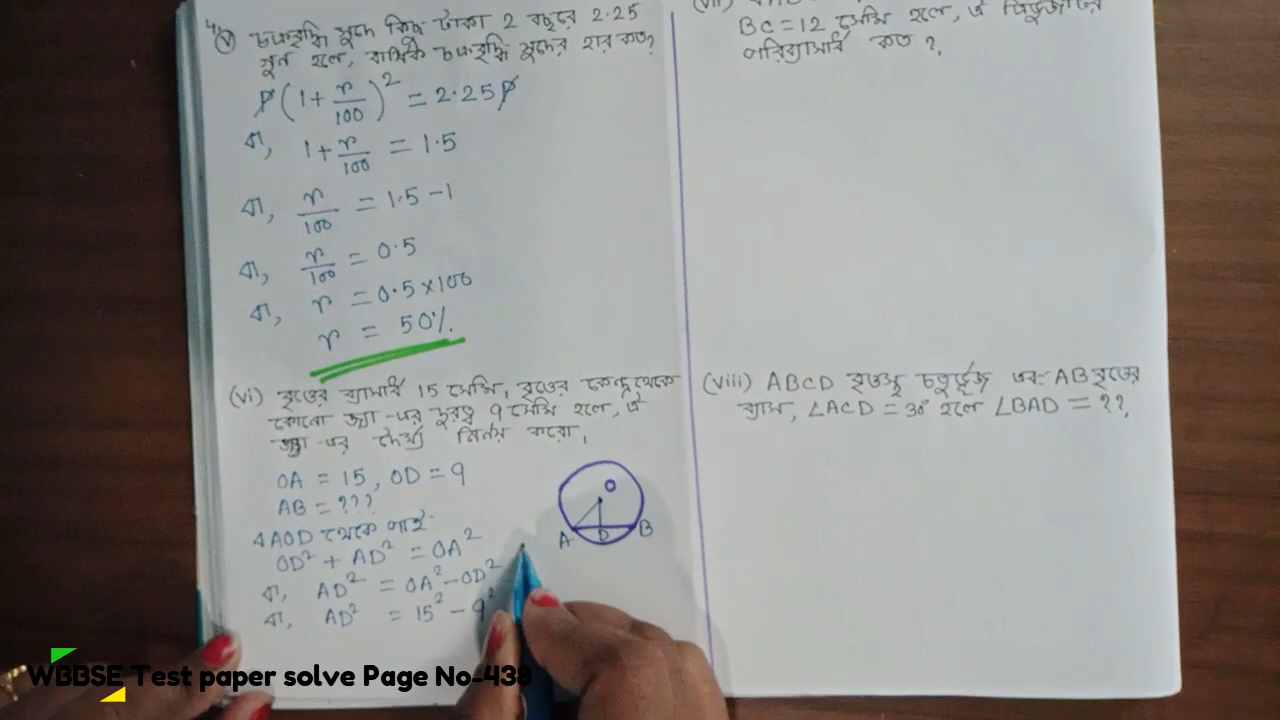 (v) চক্রবৃদ্ধি সুদে কিছু টাকা 2 বছরে 2.25
গুন হলে, বার্ষিক চক্রবৃদ্ধি সুদের হার কত?
P(1+r/100)² = 2.25P
বা, 1+r/100 = 1.5
বা, r/100 = 1.5-1
বা, r/100 = 0.5
বা, r = 0.5×100
r = 50%.
(vi) বৃত্তের ব্যাসার্ধ 15 সেমি, বৃত্তের কেন্দ্র থেকে
কোনো জ্যা-এর দূরত্ব 9 সেমি হলে, ঐ
জ্যা-এর দৈর্ঘ্য নির্নয় করো,
OA = 15, OD = 9
AB = ???
ΔAOD থেকে পাই-
OD² + AD² = OA²
বা, AD² = OA²-OD²
বা, AD² = 15² - 9²
O
A D B
BC=12 সেমি হলে, ঐ ত্রিভুজটির
পরিব্যাসার্ধ কত?
(viii) ABCD বৃত্তস্থ চতুর্ভুজ এবং AB বৃত্তের
ব্যাস, ∠ACD = 30° হলে ∠BAD = ??,
WBBSE Test paper solve Page No-438